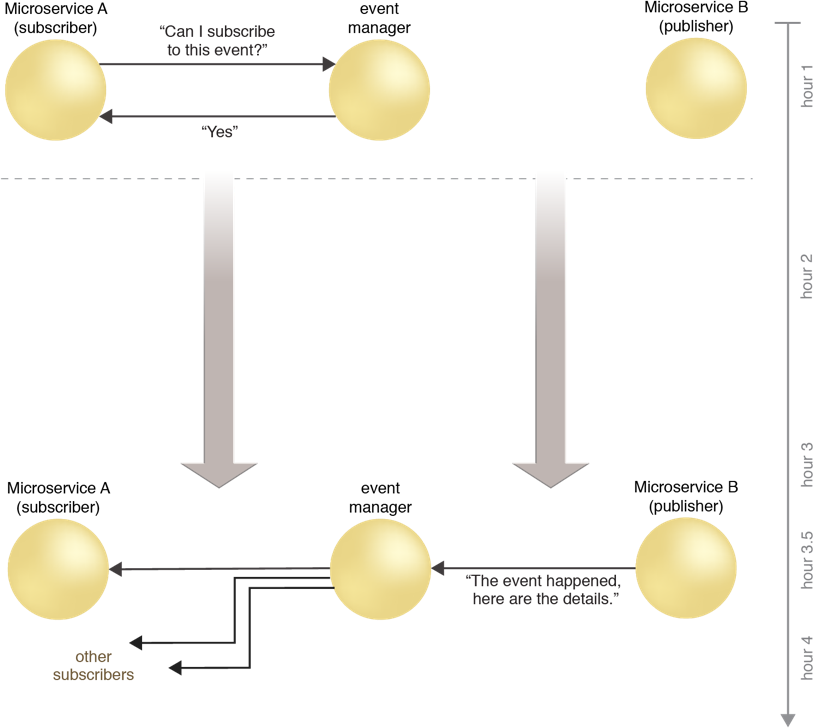 Microservice A
(subscriber)
event
manager
Microservice B
(publisher)
“Can I subscribe
to this event?”
“Yes”
hour 1
hour 2
hour 3
Microservice A
(subscriber)
event
manager
Microservice B
(publisher)
hour 3.5
“The event happened,
here are the details.”
other
subscribers
hour 4